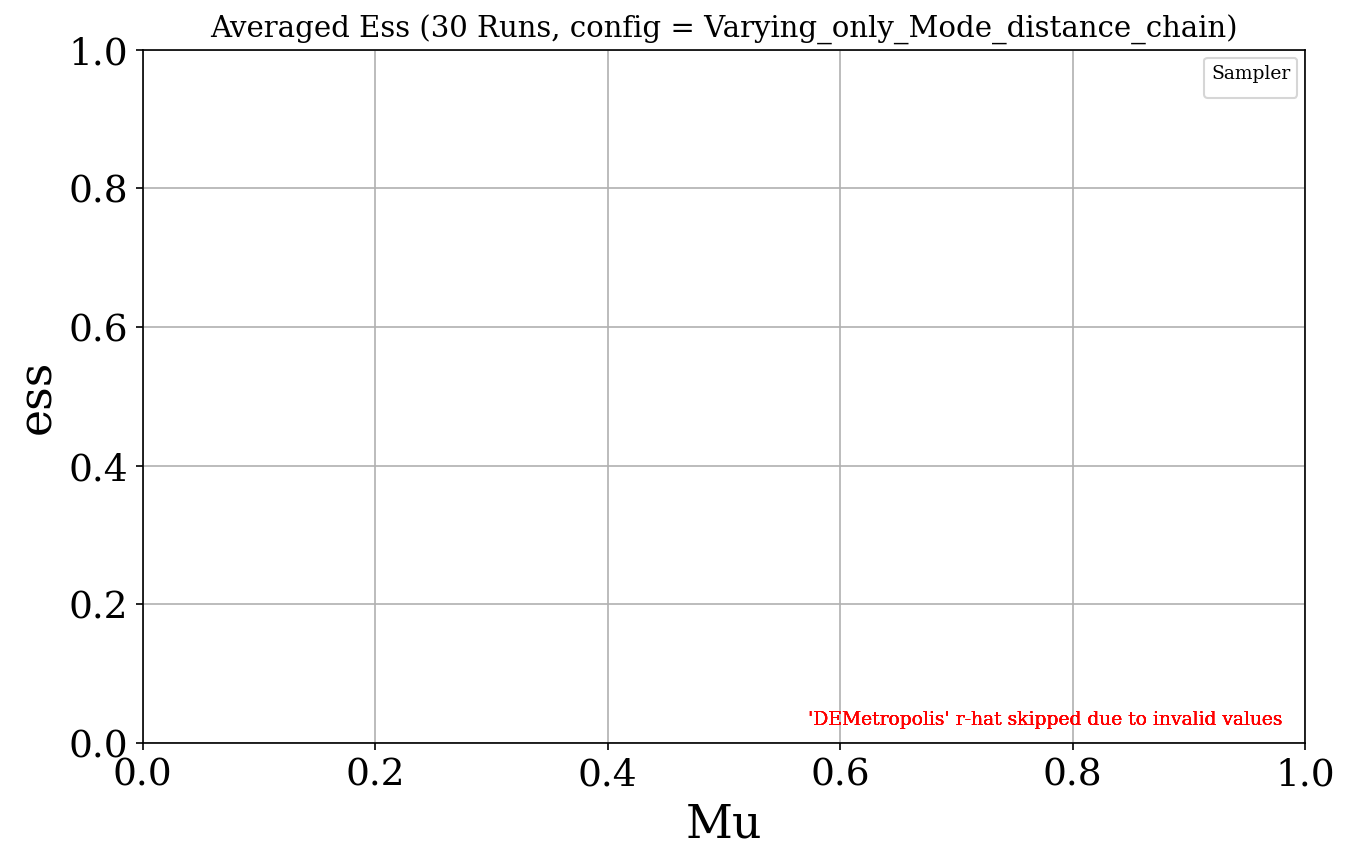 Averaged Ess (30 Runs, config = Varying_only_Mode_distance_chain)
1.0
Sampler
0.8
0.6
ess
0.4
0.2
'DEMetropolis' r-hat skipped due to invalid values
0.0
0.0 0.2 0.4 0.6 0.8 1.0
Mu